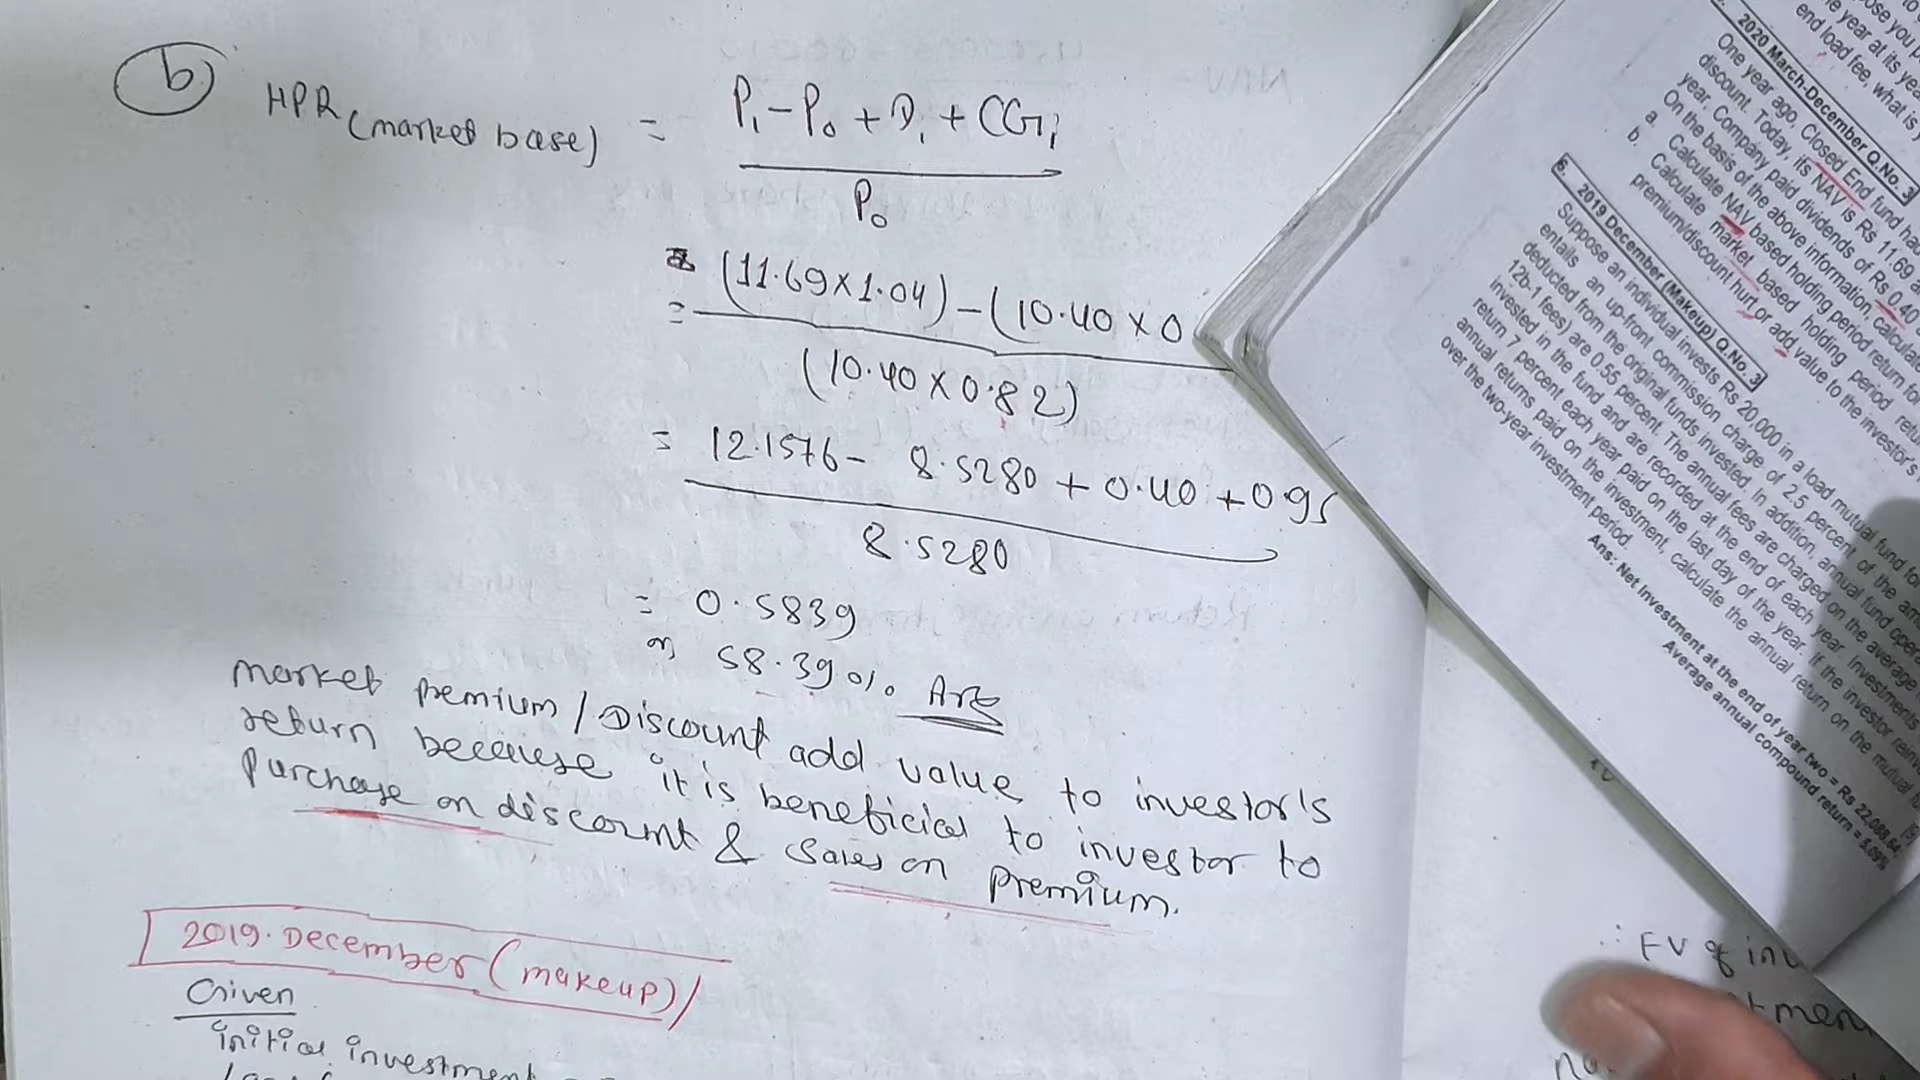 b)
HPR (market base) = P₁ - P₀ + D₁ + CG₁
P₀
= (11.69 × 1.04) - (10.40 × 0
(10.40 × 0.82)
= 12.1576 - 8.5280 + 0.40 + 0.95
8.5280
= 0.5839
or 58.39% Ans
market premium / Discount add value to investor's
return because it is beneficial to investor to
Purchase on discount & Sales on premium.
2019. December (makeup)
Given
initial investment
∴ FV of inv
tmen
end load fee, what is
2020 March-December Q.No. 3
One year ago, Closed End fund had
discount. Today, its NAV is Rs 11.69 a
year, Company paid dividends of Rs 0.40
On the basis of the above information, calculat
a. Calculate NAV based holding period return for
b. Calculate market based holding period retu
premium/discount hurt or add value to the investor's
6. 2019 December (Makeup) Q.No. 3
Suppose an individual invests Rs 20,000 in a load mutual fund fo
entails an up-front commission charge of 2.5 percent of the am
deducted from the original funds invested. In addition, annual fund oper
12b-1 fees) are 0.55 percent. The annual fees are charged on the average
invested in the fund and are recorded at the end of each year. Investments
return 7 percent each year paid on the last day of the year. If the investor reinv
annual returns paid on the investment, calculate the annual return on the mutual f
over the two-year investment period.
Ans: Net Investment at the end of year two = Rs 22,088.64
Average annual compound return = 5.09%